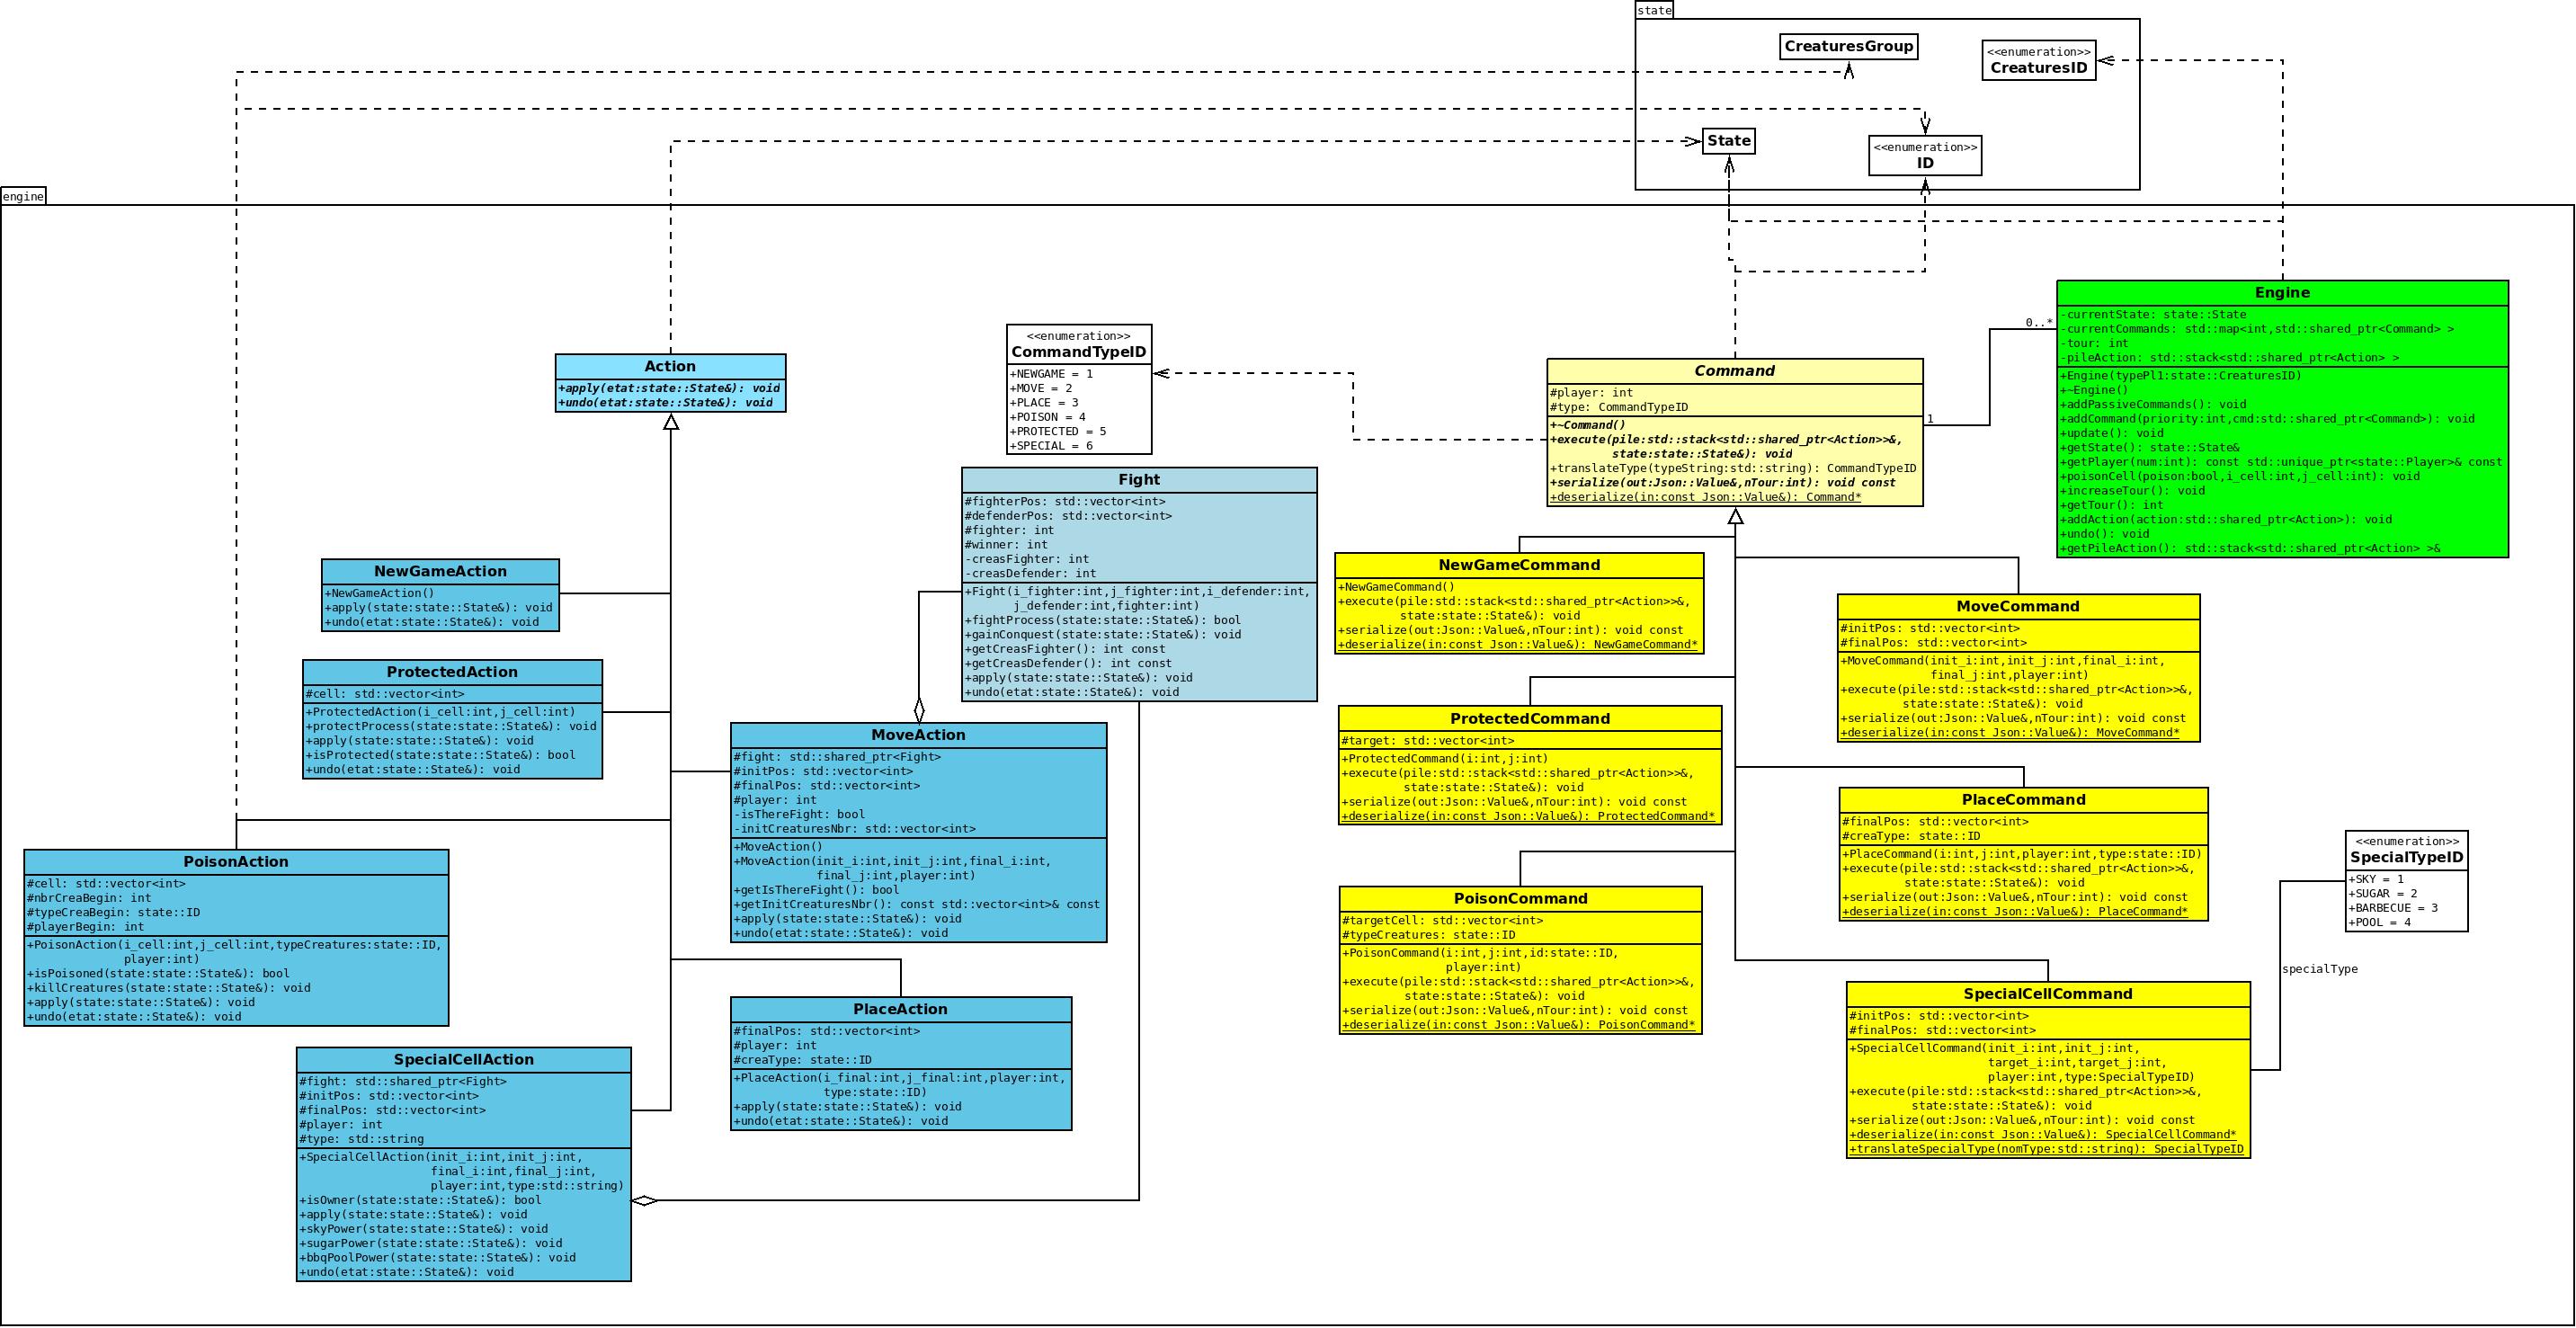 state
CreaturesGroup
<<enumeration>>
CreaturesID
State
<<enumeration>>
ID
engine
Action
+apply(etat:state::State&): void
+undo(etat:state::State&): void
<<enumeration>>
CommandTypeID
+NEWGAME = 1
+MOVE = 2
+PLACE = 3
+POISON = 4
+PROTECTED = 5
+SPECIAL = 6
Command
#player: int
#type: CommandTypeID
+~Command()
+execute(pile:std::stack<std::shared_ptr<Action>>&,
state:state::State&): void
+translateType(typeString:std::string): CommandTypeID
+serialize(out:Json::Value&,nTour:int): void const
+deserialize(in:const Json::Value&): Command*
0..*
1
Engine
-currentState: state::State
-currentCommands: std::map<int,std::shared_ptr<Command> >
-tour: int
-pileAction: std::stack<std::shared_ptr<Action> >
+Engine(typePl1:state::CreaturesID)
+~Engine()
+addPassiveCommands(): void
+addCommand(priority:int,cmd:std::shared_ptr<Command>): void
+update(): void
+getState(): state::State&
+getPlayer(num:int): const std::unique_ptr<state::Player>& const
+poisonCell(poison:bool,i_cell:int,j_cell:int): void
+increaseTour(): void
+getTour(): int
+addAction(action:std::shared_ptr<Action>): void
+undo(): void
+getPileAction(): std::stack<std::shared_ptr<Action> >&
Fight
#fighterPos: std::vector<int>
#defenderPos: std::vector<int>
#fighter: int
#winner: int
-creasFighter: int
-creasDefender: int
+Fight(i_fighter:int,j_fighter:int,i_defender:int,
j_defender:int,fighter:int)
+fightProcess(state:state::State&): bool
+gainConquest(state:state::State&): void
+getCreasFighter(): int const
+getCreasDefender(): int const
+apply(state:state::State&): void
+undo(etat:state::State&): void
NewGameAction
+NewGameAction()
+apply(state:state::State&): void
+undo(etat:state::State&): void
ProtectedAction
#cell: std::vector<int>
+ProtectedAction(i_cell:int,j_cell:int)
+protectProcess(state:state::State&): void
+apply(state:state::State&): void
+isProtected(state:state::State&): bool
+undo(etat:state::State&): void
MoveAction
#fight: std::shared_ptr<Fight>
#initPos: std::vector<int>
#finalPos: std::vector<int>
#player: int
-isThereFight: bool
-initCreaturesNbr: std::vector<int>
+MoveAction()
+MoveAction(init_i:int,init_j:int,final_i:int,
final_j:int,player:int)
+getIsThereFight(): bool
+getInitCreaturesNbr(): const std::vector<int>& const
+apply(state:state::State&): void
+undo(etat:state::State&): void
PoisonAction
#cell: std::vector<int>
#nbrCreaBegin: int
#typeCreaBegin: state::ID
#playerBegin: int
+PoisonAction(i_cell:int,j_cell:int,typeCreatures:state::ID,
player:int)
+isPoisoned(state:state::State&): bool
+killCreatures(state:state::State&): void
+apply(state:state::State&): void
+undo(etat:state::State&): void
PlaceAction
#finalPos: std::vector<int>
#player: int
#creaType: state::ID
+PlaceAction(i_final:int,j_final:int,player:int,
type:state::ID)
+apply(state:state::State&): void
+undo(etat:state::State&): void
SpecialCellAction
#fight: std::shared_ptr<Fight>
#initPos: std::vector<int>
#finalPos: std::vector<int>
#player: int
#type: std::string
+SpecialCellAction(init_i:int,init_j:int,
final_i:int,final_j:int,
player:int,type:std::string)
+isOwner(state:state::State&): bool
+apply(state:state::State&): void
+skyPower(state:state::State&): void
+sugarPower(state:state::State&): void
+bbqPoolPower(state:state::State&): void
+undo(etat:state::State&): void
NewGameCommand
+NewGameCommand()
+execute(pile:std::stack<std::shared_ptr<Action>>&,
state:state::State&): void
+serialize(out:Json::Value&,nTour:int): void const
+deserialize(in:const Json::Value&): NewGameCommand*
MoveCommand
#initPos: std::vector<int>
#finalPos: std::vector<int>
+MoveCommand(init_i:int,init_j:int,final_i:int,
final_j:int,player:int)
+execute(pile:std::stack<std::shared_ptr<Action>>&,
state:state::State&): void
+serialize(out:Json::Value&,nTour:int): void const
+deserialize(in:const Json::Value&): MoveCommand*
ProtectedCommand
#target: std::vector<int>
+ProtectedCommand(i:int,j:int)
+execute(pile:std::stack<std::shared_ptr<Action>>&,
state:state::State&): void
+serialize(out:Json::Value&,nTour:int): void const
+deserialize(in:const Json::Value&): ProtectedCommand*
PlaceCommand
#finalPos: std::vector<int>
#creaType: state::ID
+PlaceCommand(i:int,j:int,player:int,type:state::ID)
+execute(pile:std::stack<std::shared_ptr<Action>>&,
state:state::State&): void
+serialize(out:Json::Value&,nTour:int): void const
+deserialize(in:const Json::Value&): PlaceCommand*
PoisonCommand
#targetCell: std::vector<int>
#typeCreatures: state::ID
+PoisonCommand(i:int,j:int,id:state::ID,
player:int)
+execute(pile:std::stack<std::shared_ptr<Action>>&,
state:state::State&): void
+serialize(out:Json::Value&,nTour:int): void const
+deserialize(in:const Json::Value&): PoisonCommand*
<<enumeration>>
SpecialTypeID
+SKY = 1
+SUGAR = 2
+BARBECUE = 3
+POOL = 4
specialType
SpecialCellCommand
#initPos: std::vector<int>
#finalPos: std::vector<int>
+SpecialCellCommand(init_i:int,init_j:int,
target_i:int,target_j:int,
player:int,type:SpecialTypeID)
+execute(pile:std::stack<std::shared_ptr<Action>>&,
state:state::State&): void
+serialize(out:Json::Value&,nTour:int): void const
+deserialize(in:const Json::Value&): SpecialCellCommand*
+translateSpecialType(nomType:std::string): SpecialTypeID